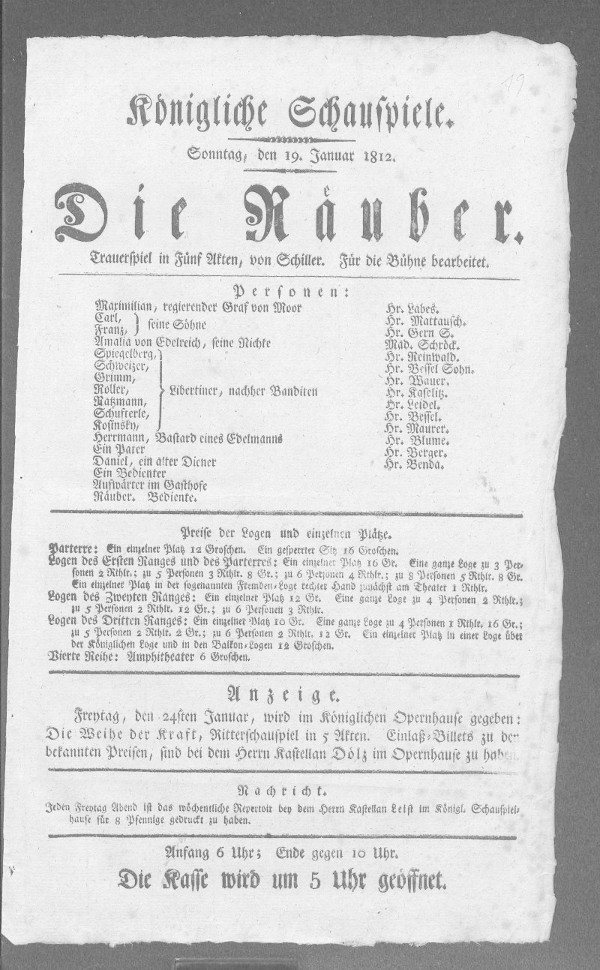 19
Königliche Schauspiele.
Sonntag, den 19. Januar 1812.
Die Räuber.
Trauerspiel in Fünf Akten, von Schiller. Für die Bühne bearbeitet.
Personen:
Maximilian, regierender Graf von Moor Hr. Labes.
Carl, Hr. Mattausch.
Franz, } seine Söhne Hr. Gern S.
Amalia von Edelreich, seine Nichte Mad. Schröck.
Spiegelberg, Hr. Reinwald.
Schweizer, Hr. Bessel Sohn.
Grimm, Hr. Wauer.
Roller, } Libertiner, nachher Banditen Hr. Kaselitz.
Ratzmann, Hr. Leidel.
Schufterle, Hr. Bessel.
Kosinsky, Hr. Maurer.
Herrmann, Bastard eines Edelmanns Hr. Blume.
Ein Pater Hr. Berger.
Daniel, ein alter Diener Hr. Benda.
Ein Bedienter
Aufwärter im Gasthofe
Räuber. Bediente.
Preise der Logen und einzelnen Plätze.
Parterre: Ein einzelner Platz 12 Groschen. Ein gesperrter Sitz 16 Groschen.
Logen des Ersten Ranges und des Parterres: Ein einzelner Platz 16 Gr. Eine ganze Loge zu 3 Per-
sonen 2 Rthlr.; zu 5 Personen 3 Rthlr. 8 Gr.; zu 6 Personen 4 Rthlr.; zu 8 Personen 5 Rthlr. 8 Gr.
Ein einzelner Platz in der sogenannten Fremden-Loge rechter Hand zunächst am Theater 1 Rthlr.
Logen des Zweyten Ranges: Ein einzelner Platz 12 Gr. Eine ganze Loge zu 4 Personen 2 Rthlr.;
zu 5 Personen 2 Rthlr. 12 Gr.; zu 6 Personen 3 Rthlr.
Logen des Dritten Ranges: Ein einzelner Platz 10 Gr. Eine ganze Loge zu 4 Personen 1 Rthlr. 16 Gr.;
zu 5 Personen 2 Rthlr. 2 Gr.; zu 6 Personen 2 Rthlr. 12 Gr. Ein einzelner Platz in einer Loge über
der Königlichen Loge und in den Balkon-Logen 12 Groschen.
Vierte Reihe: Amphitheater 6 Groschen.
Anzeige.
Freytag, den 24sten Januar, wird im Königlichen Opernhause gegeben:
Die Weihe der Kraft, Ritterschauspiel in 5 Akten. Einlaß-Billets zu den
bekannten Preisen, sind bei dem Herrn Kastellan Dölz im Opernhause zu haben.
Nachricht.
Jeden Freytag Abend ist das wöchentliche Repertoir bey dem Herrn Kastellan Leist im Königl. Schauspiel-
hause für 8 Pfennige gedruckt zu haben.
Anfang 6 Uhr; Ende gegen 10 Uhr.
Die Kasse wird um 5 Uhr geöffnet.